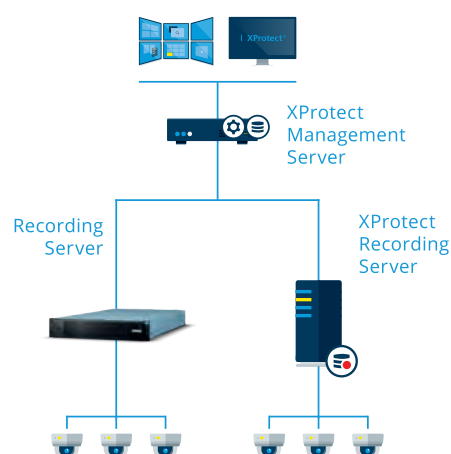 XProtect®
XProtect
Management
Server
Recording
Server
XProtect
Recording
Server